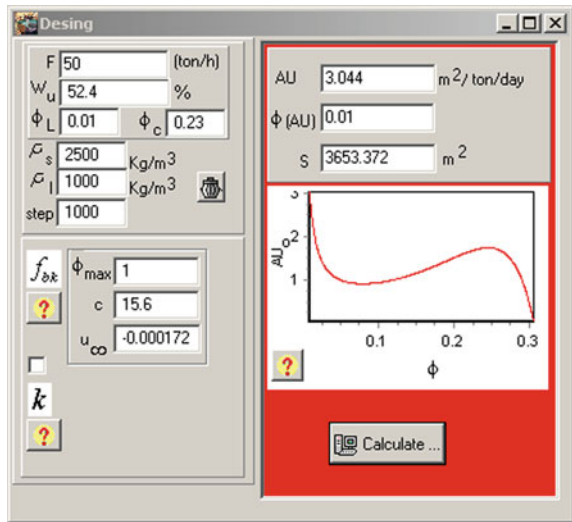 Desing
F 50 (ton/h)
Wu 52.4 %
ϕL 0.01 ϕc 0.23
ρs 2500 Kg/m3
ρl 1000 Kg/m3
step 1000
fbk ϕmax 1
? c 15.6
u∞ -0.000172
k
?
AU 3.044 m2/ ton/day
ϕ (AU) 0.01
S 3653.372 m2
3
AUo 2
1
0.1 0.2 0.3
? ϕ
Calculate ...